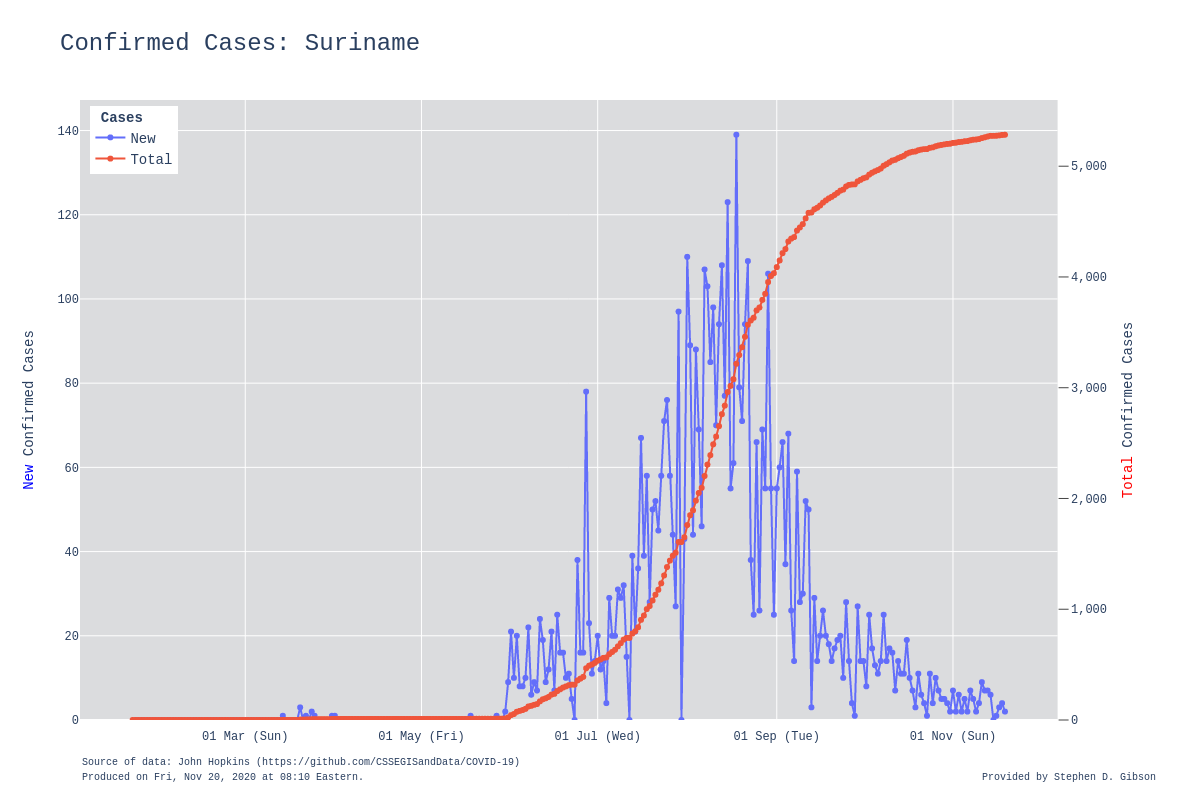 Confirmed Cases: Suriname
Cases
New
Total
140
120
100
80
60
40
20
0
5,000
4,000
3,000
2,000
1,000
0
New Confirmed Cases
Total Confirmed Cases
01 Mar (Sun) 01 May (Fri) 01 Jul (Wed) 01 Sep (Tue) 01 Nov (Sun)
Source of data: John Hopkins (https://github.com/CSSEGISandData/COVID-19)
Produced on Fri, Nov 20, 2020 at 08:10 Eastern.
Provided by Stephen D. Gibson